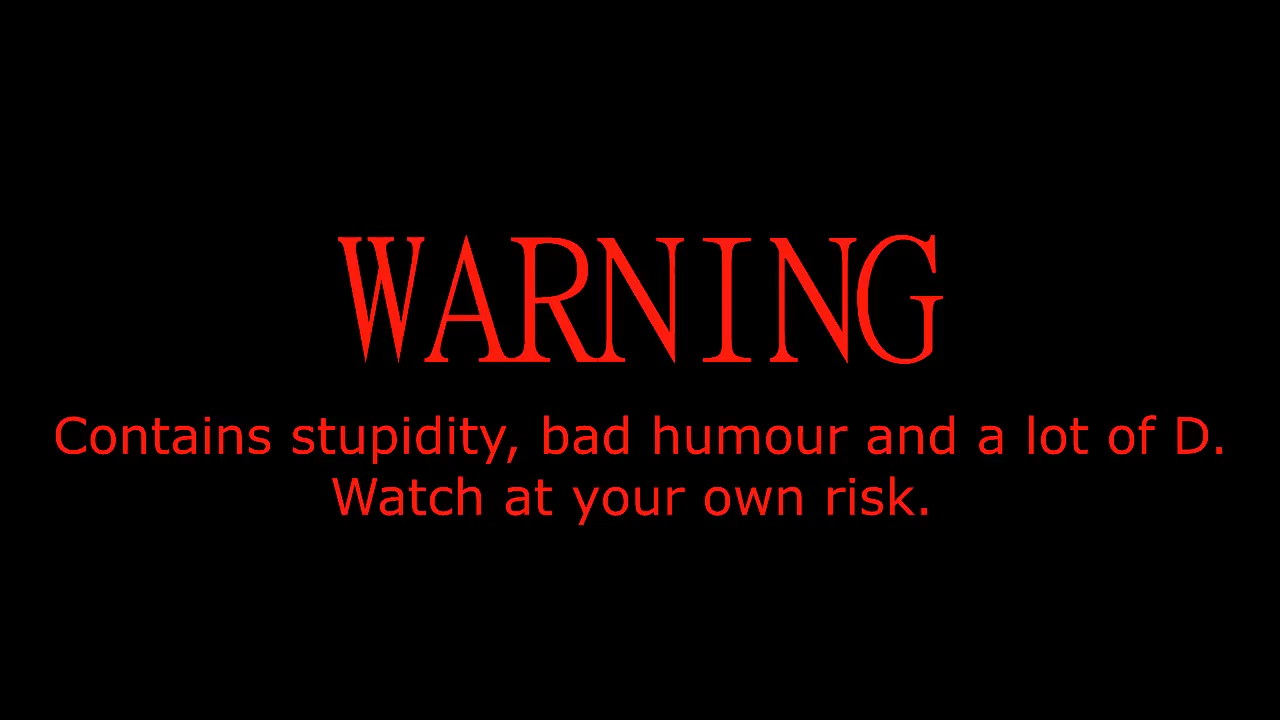 WARNING
Contains stupidity, bad humour and a lot of D.
Watch at your own risk.